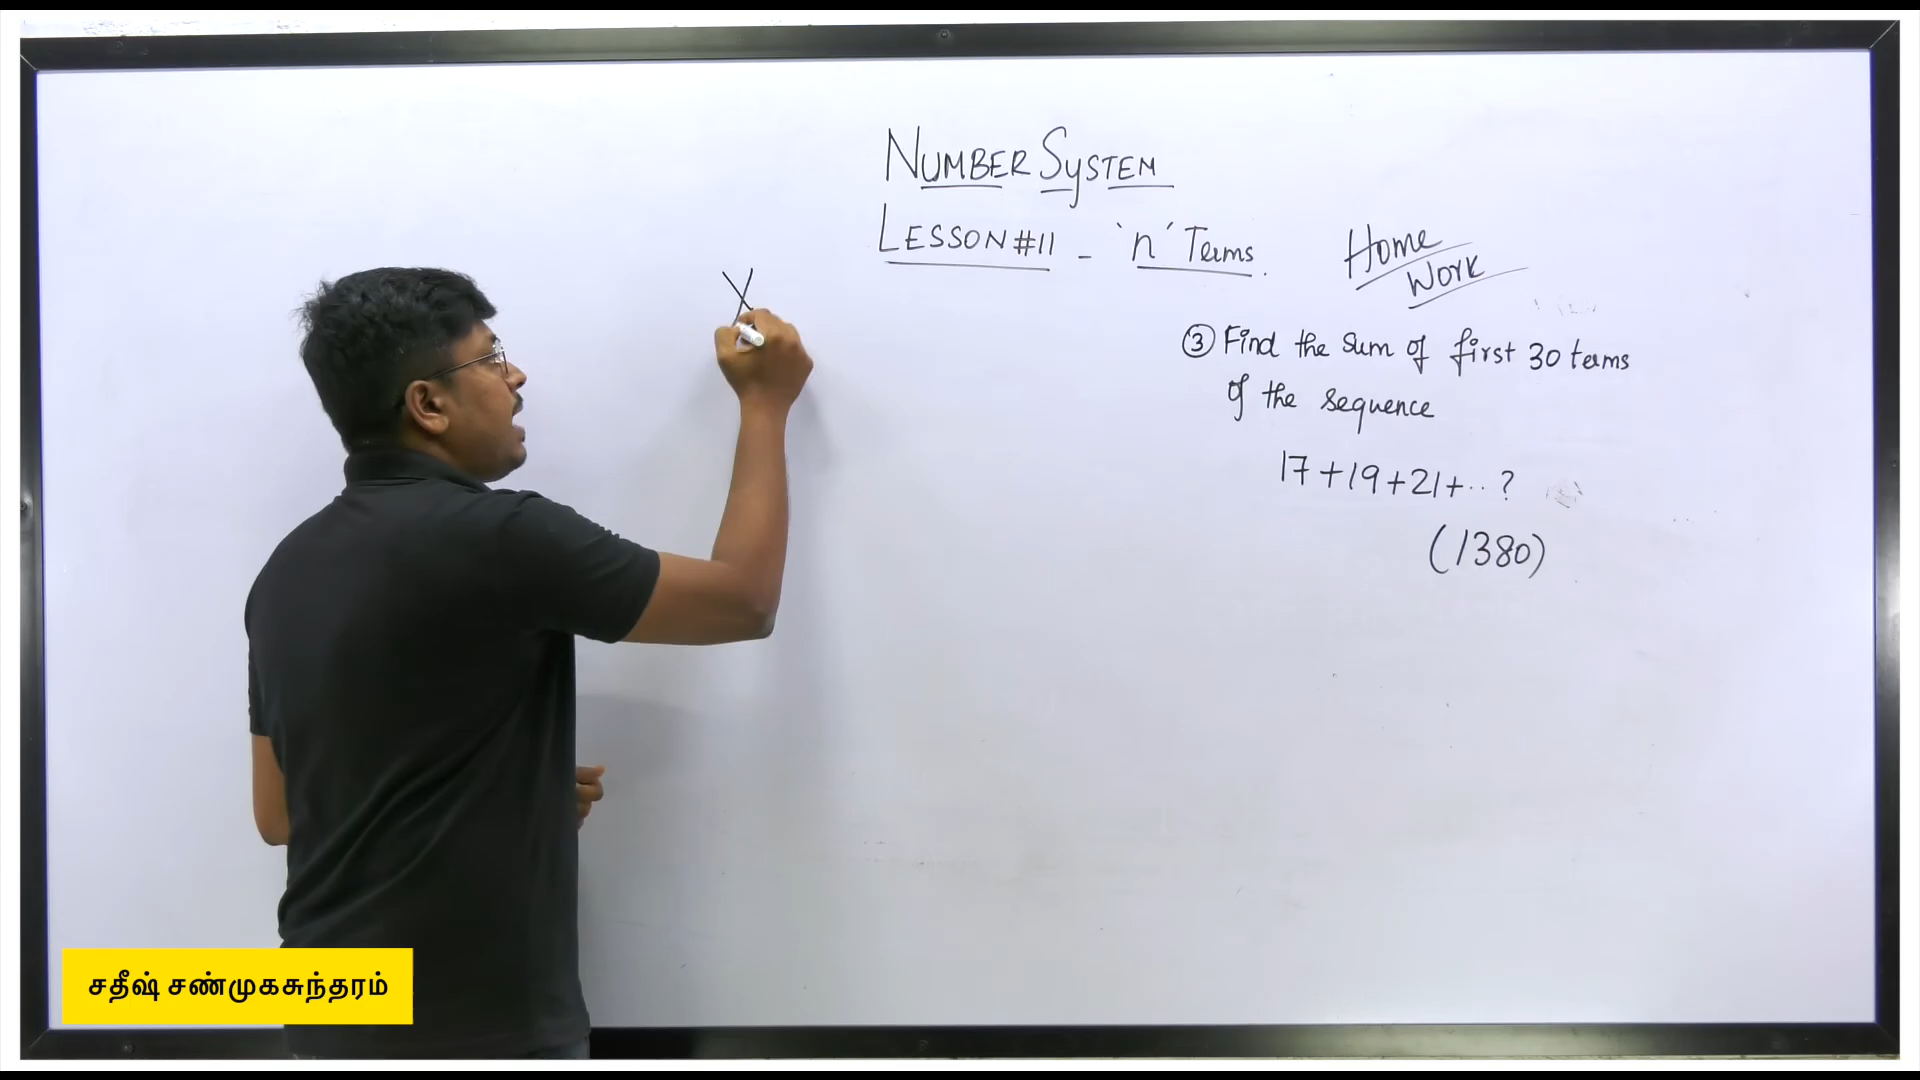 NUMBER SYSTEM
LESSON #11 - 'n' Terms.
Home
Work
③ Find the sum of first 30 terms
of the sequence
17+19+21+..?
(1380)
சதீஷ் சண்முகசுந்தரம்